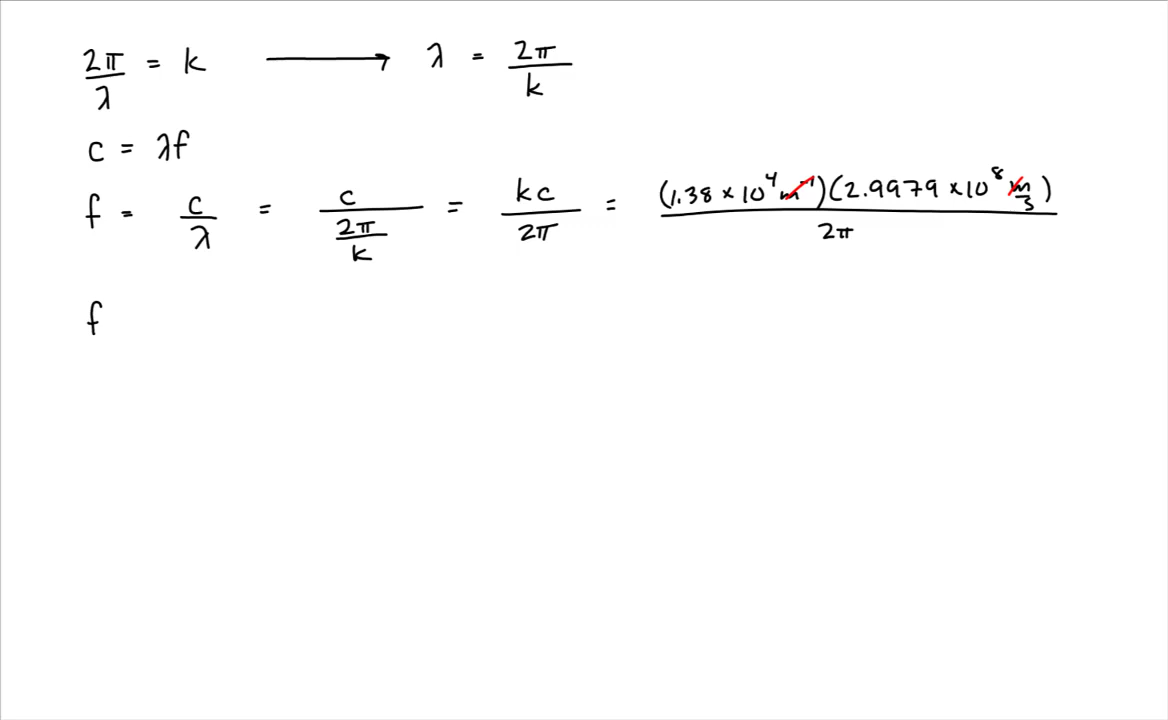 2π/λ = k ⟶ λ = 2π/k
c = λf
f = c/λ = c/(2π/k) = kc/2π = (1.38 × 10⁴ m⁻¹)(2.9979 × 10⁸ m/s)/2π
f